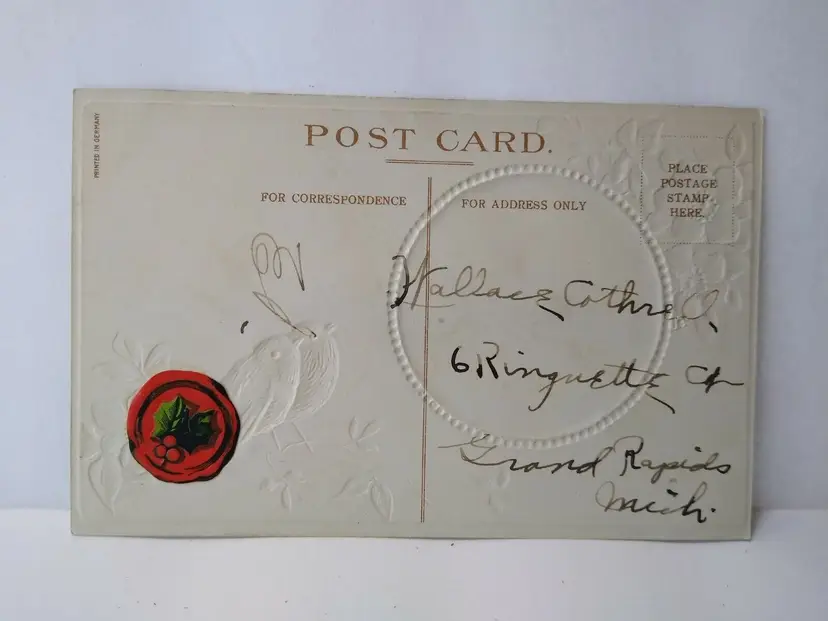 PRINTED IN GERMANY
POST CARD.
FOR CORRESPONDENCE
FOR ADDRESS ONLY
PLACE
POSTAGE
STAMP
HERE.
Wallace
6 Ringuette Ct
Grand Rapids
Mich.